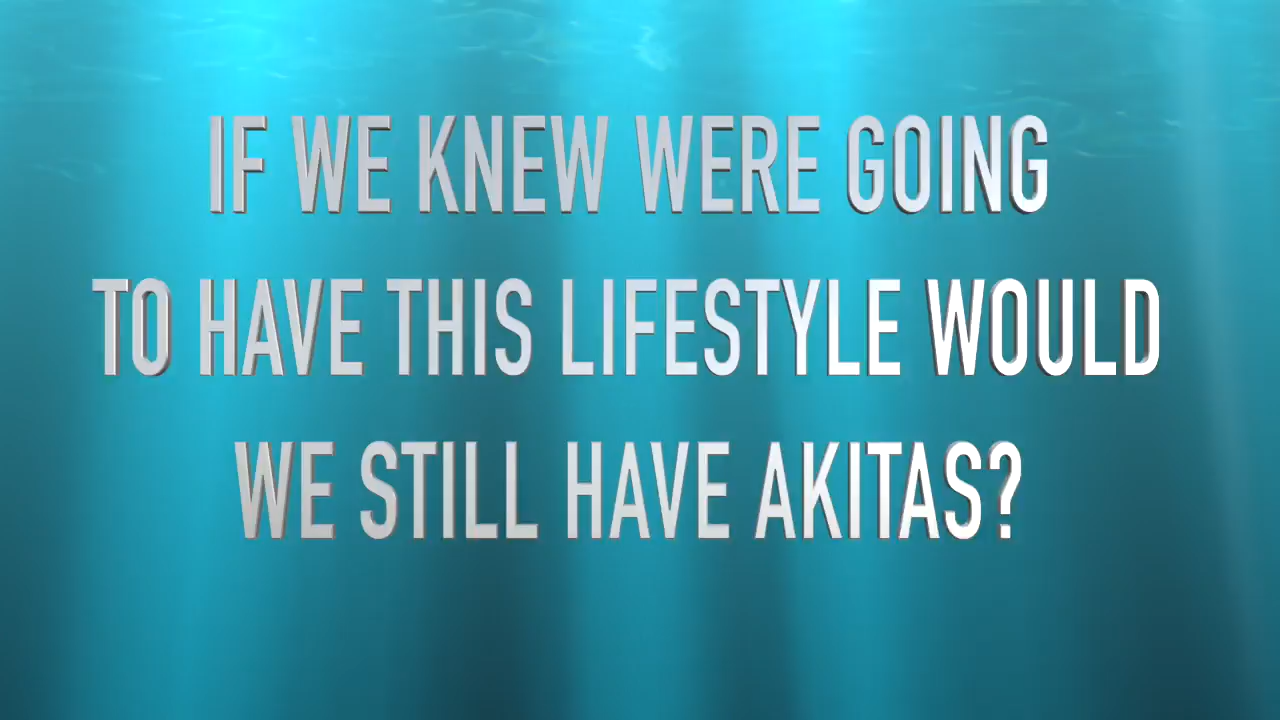 IF WE KNEW WERE GOING
TO HAVE THIS LIFESTYLE WOULD
WE STILL HAVE AKITAS?